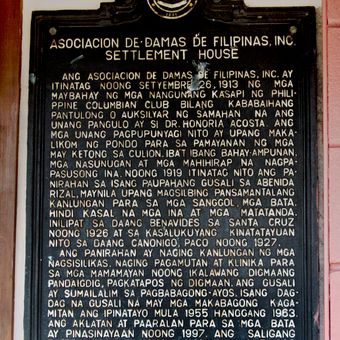 ASOCIACION DE DAMAS DE FILIPINAS, INC.
SETTLEMENT HOUSE
ANG ASOCIACION DE DAMAS DE FILIPINAS, INC. AY
ITINATAG NOONG SETYEMBRE 26, 1913 NG MGA
MAYBAHAY NG MGA NANGUNANG KASAPI NG PHILI-
PPINE COLUMBIAN CLUB BILANG KABABAIHANG
PANTULONG O AUKSILYAR NG SAMAHAN NA ANG
UNANG PANGULO AY SI DR. HONORIA ACOSTA. ANG
MGA UNANG PAGPUPUNYAGI NITO AY UPANG MAKA-
LIKOM NG PONDO PARA SA PAMAYANAN NG MGA
MAY KETONG SA CULION, IBA'T IBANG BAHAY-AMPUNAN,
MGA NASUNUGAN AT MGA MAHIHIRAP NA NAGPA-
PASUSONG INA. NOONG 1919 ITINATAG NITO ANG PA-
NIRAHAN SA ISANG PAUPAHANG GUSALI SA ABENIDA
RIZAL, MAYNILA UPANG MAGSILBING PANSAMANTALANG
KANLUNGAN PARA SA MGA SANGGOL, MGA BATA,
HINDI KASAL NA MGA INA AT MGA MATATANDA.
INILIPAT SA DAANG BENAVIDES SA SANTA CRUZ
NOONG 1926 AT SA KASALUKUYANG KINATATAYUAN
NITO SA DAANG CANONIGO, PACO NOONG 1927.
ANG PANIRAHAN AY NAGING KANLUNGAN NG MGA
NAGSISILIKAS, NAGING PAGAMUTAN AT KLINIKA PARA
SA MGA MAMAMAYAN NOONG IKALAWANG DIGMAANG
PANDAIGDIG, PAGKATAPOS NG DIGMAAN, ANG GUSALI
AY SUMAILALIM SA PAGBABAGONG-AYOS. ISANG DAG-
DAG NA GUSALI NA MAY MGA MAKABAGONG KAGA-
MITAN ANG IPINATAYO MULA 1955 HANGGANG 1963.
ANG AKLATAN AT PAARALAN PARA SA MGA BATA
AY PINASINAYAAN NOONG 1997. ANG SALIGANG